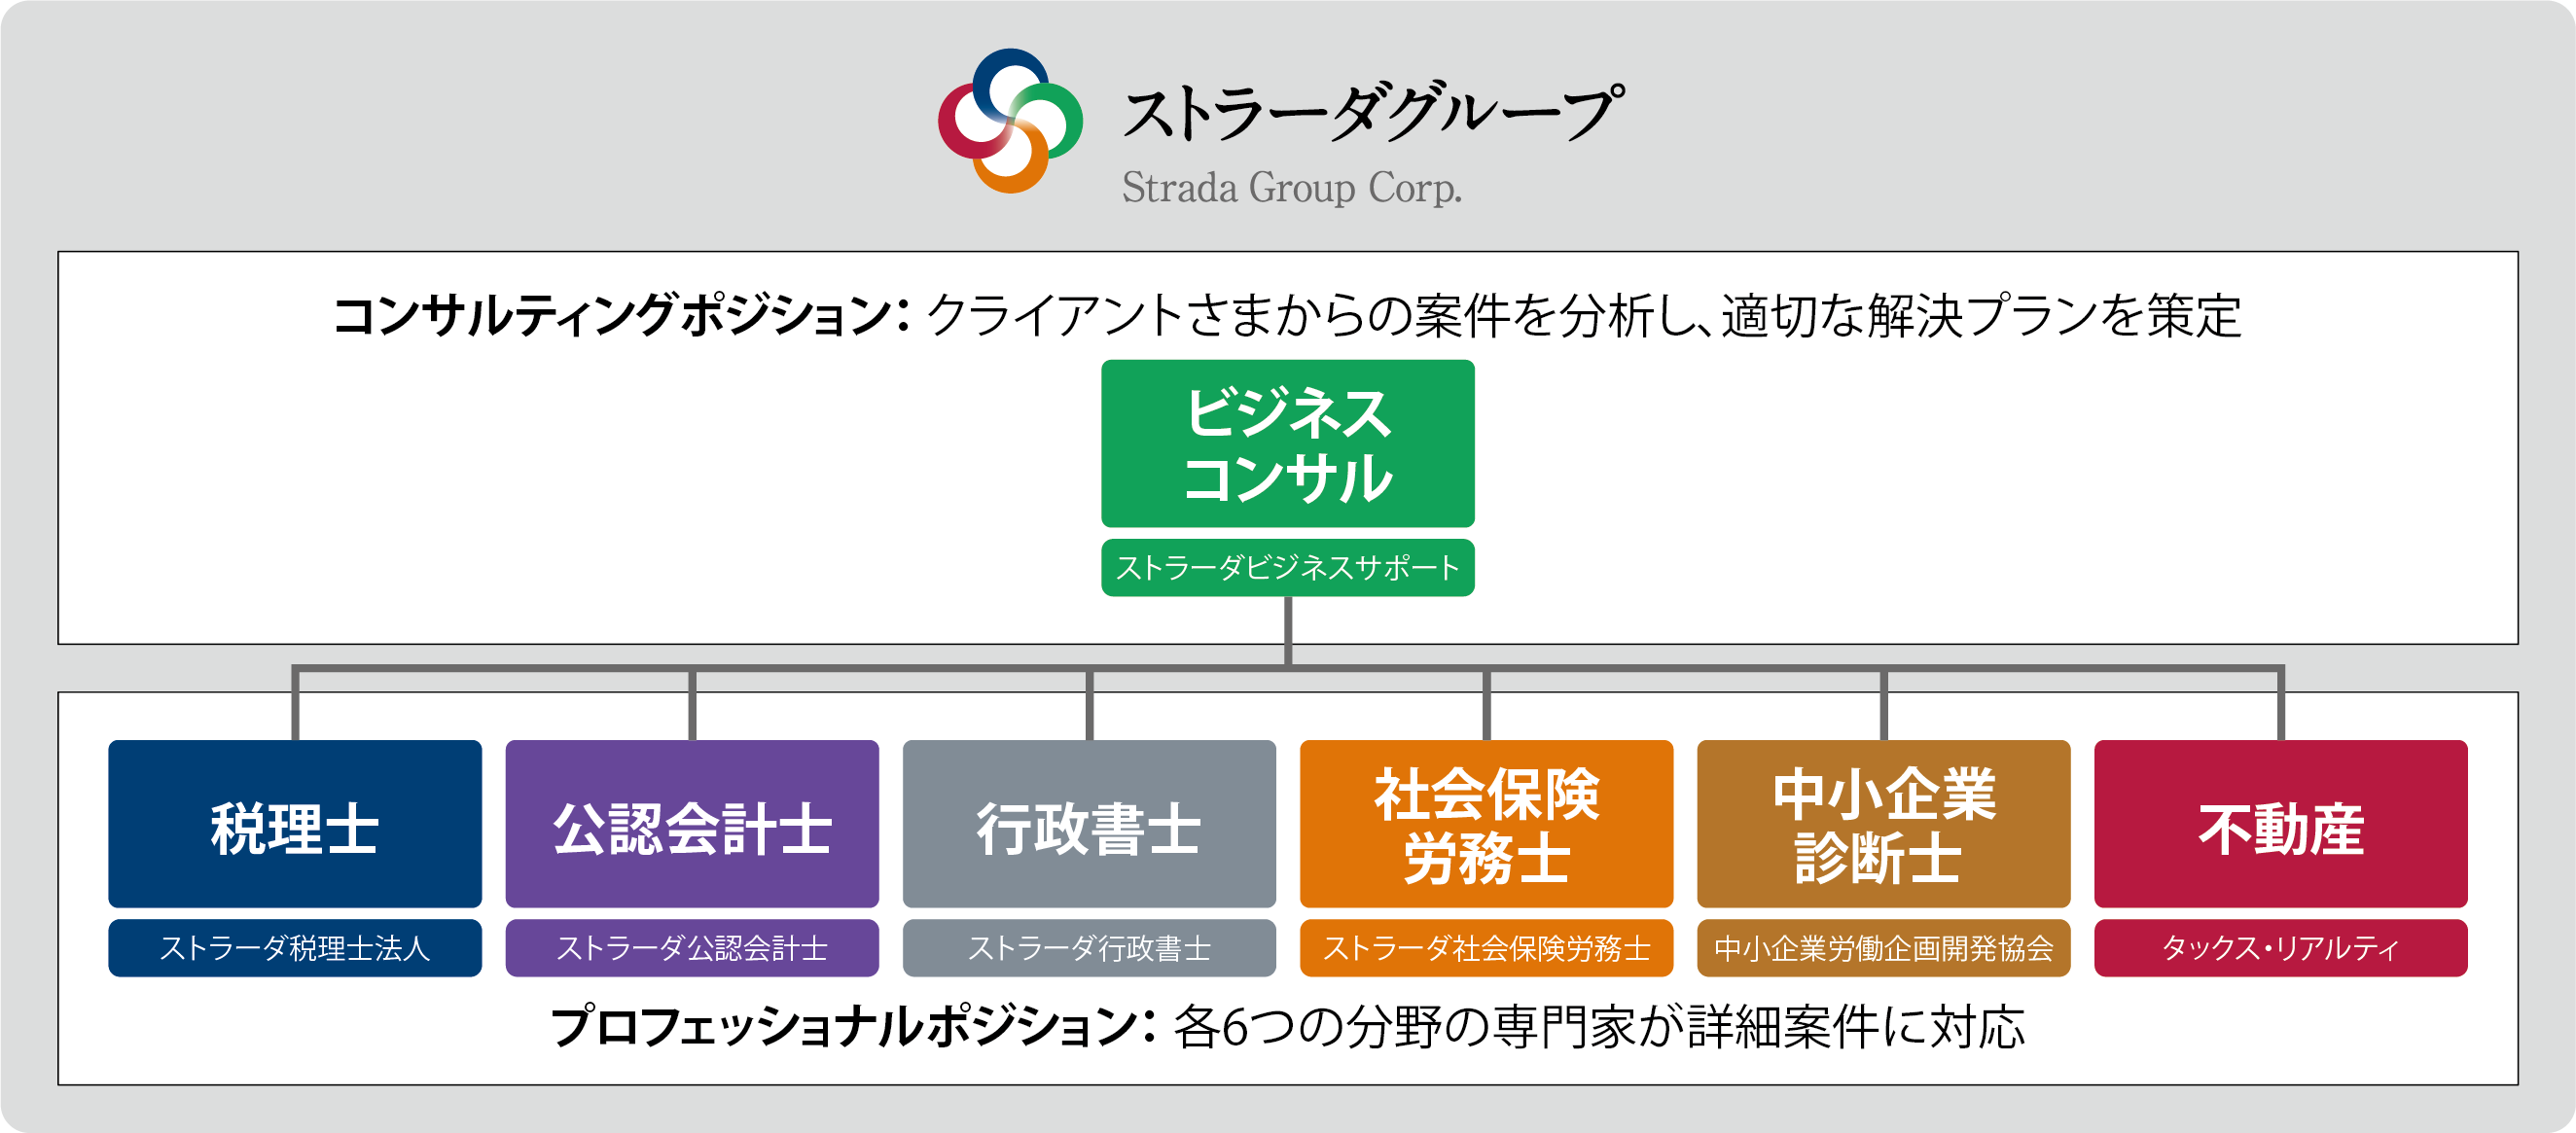 ストラーダグループ
Strada Group Corp.
コンサルティングポジション：クライアントさまからの案件を分析し、適切な解決プランを策定
ビジネス
コンサル
ストラーダビジネスサポート
税理士
ストラーダ税理士法人
公認会計士
ストラーダ公認会計士
行政書士
ストラーダ行政書士
社会保険
労務士
ストラーダ社会保険労務士
中小企業
診断士
中小企業労働企画開発協会
不動産
タックス・リアルティ
プロフェッショナルポジション：各6つの分野の専門家が詳細案件に対応